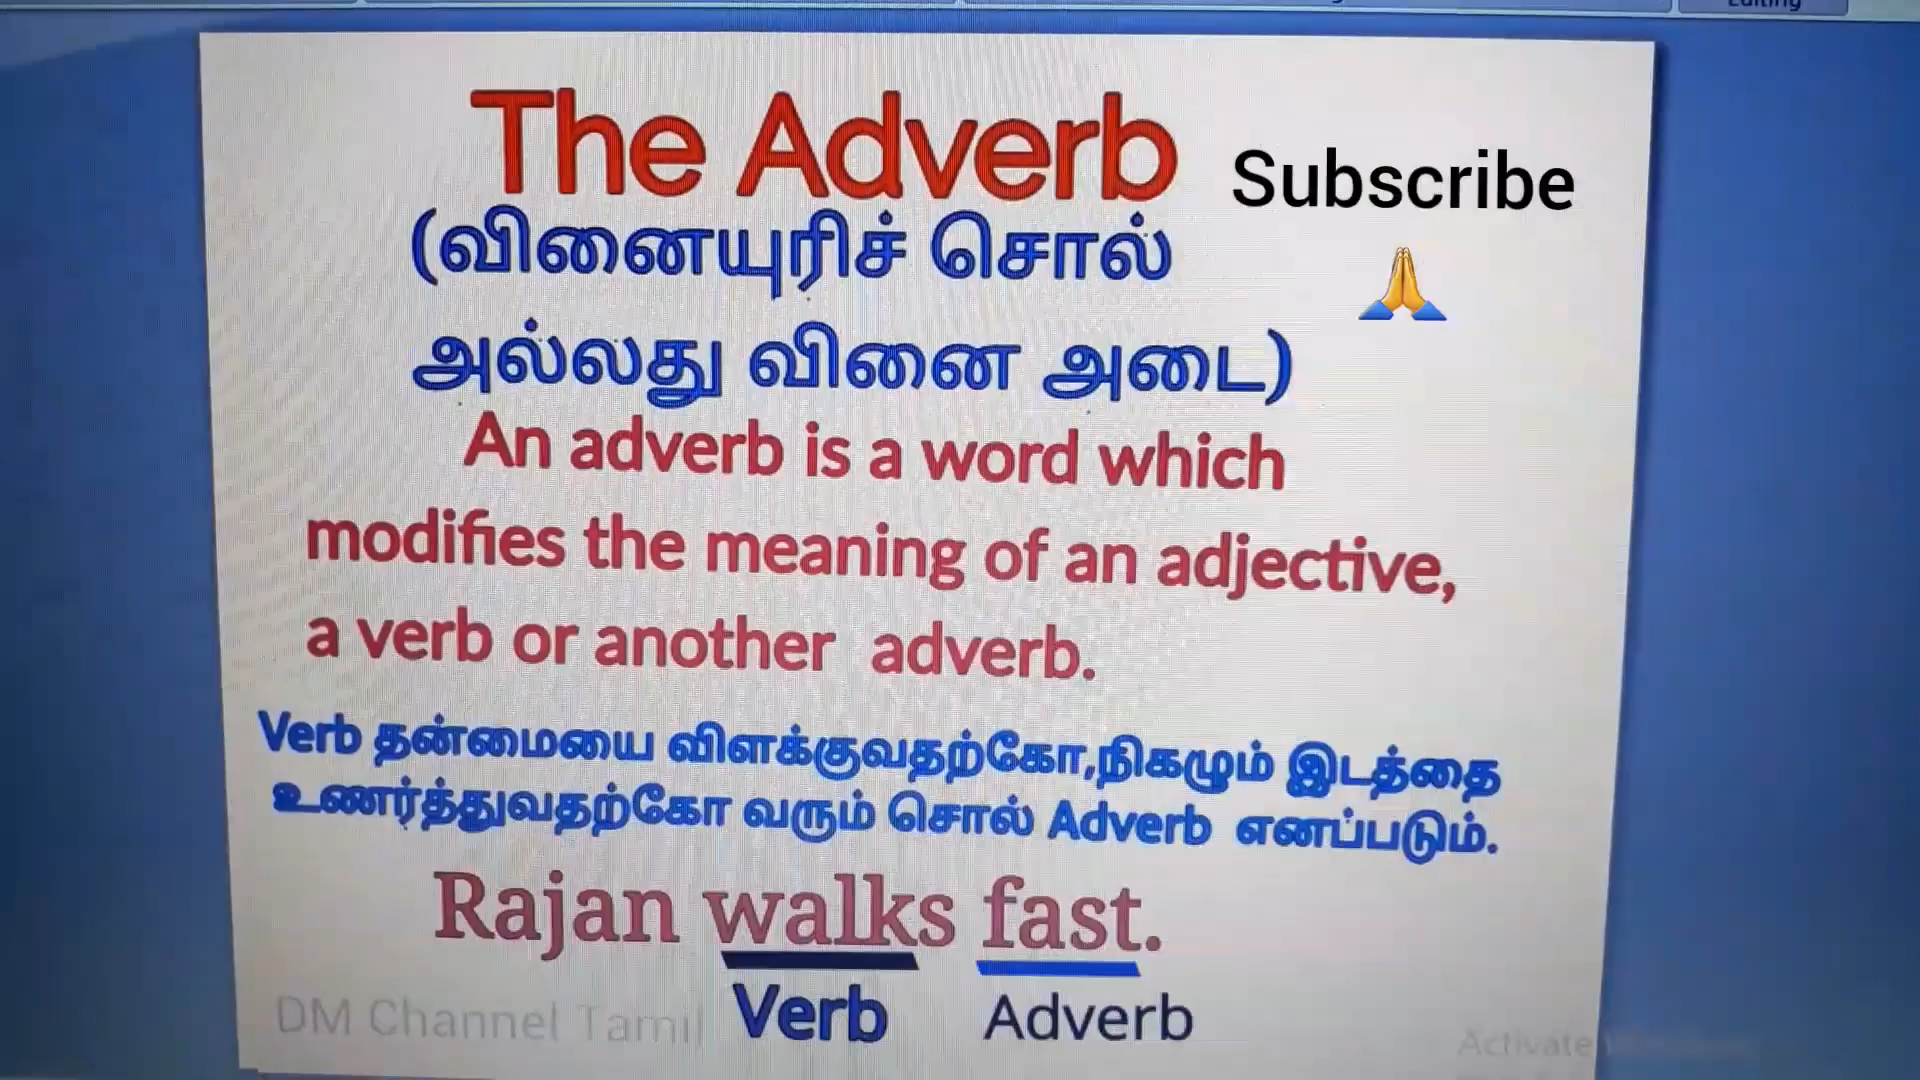 Editing
The Adverb
Subscribe
(வினையுரிச் சொல்
அல்லது வினை அடை)
An adverb is a word which
modifies the meaning of an adjective,
a verb or another adverb.
Verb தன்மையை விளக்குவதற்கோ,நிகழும் இடத்தை
உணர்த்துவதற்கோ வரும் சொல் Adverb எனப்படும்.
Rajan walks fast.
Verb Adverb
DM Channel Tamil
Activate